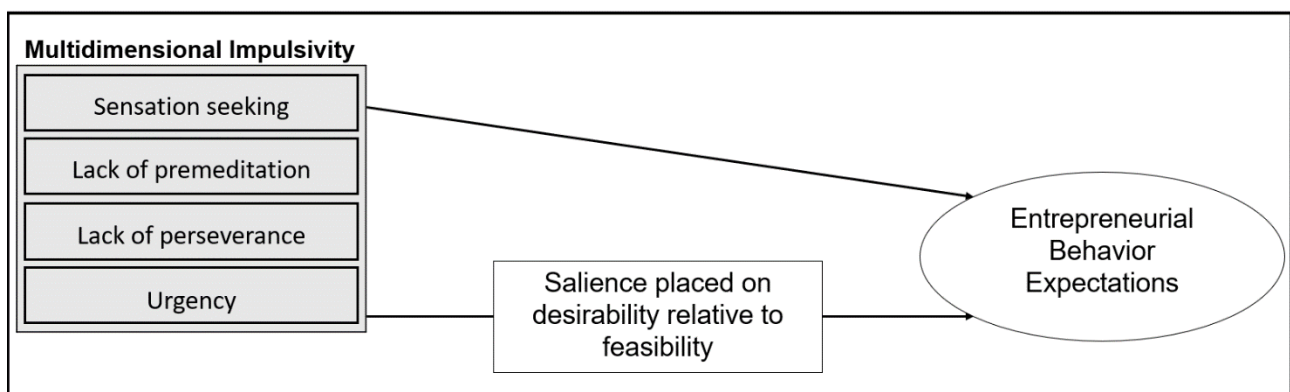 Multidimensional Impulsivity
Sensation seeking
Lack of premeditation
Lack of perseverance
Urgency
Salience placed on
desirability relative to
feasibility
Entrepreneurial
Behavior
Expectations